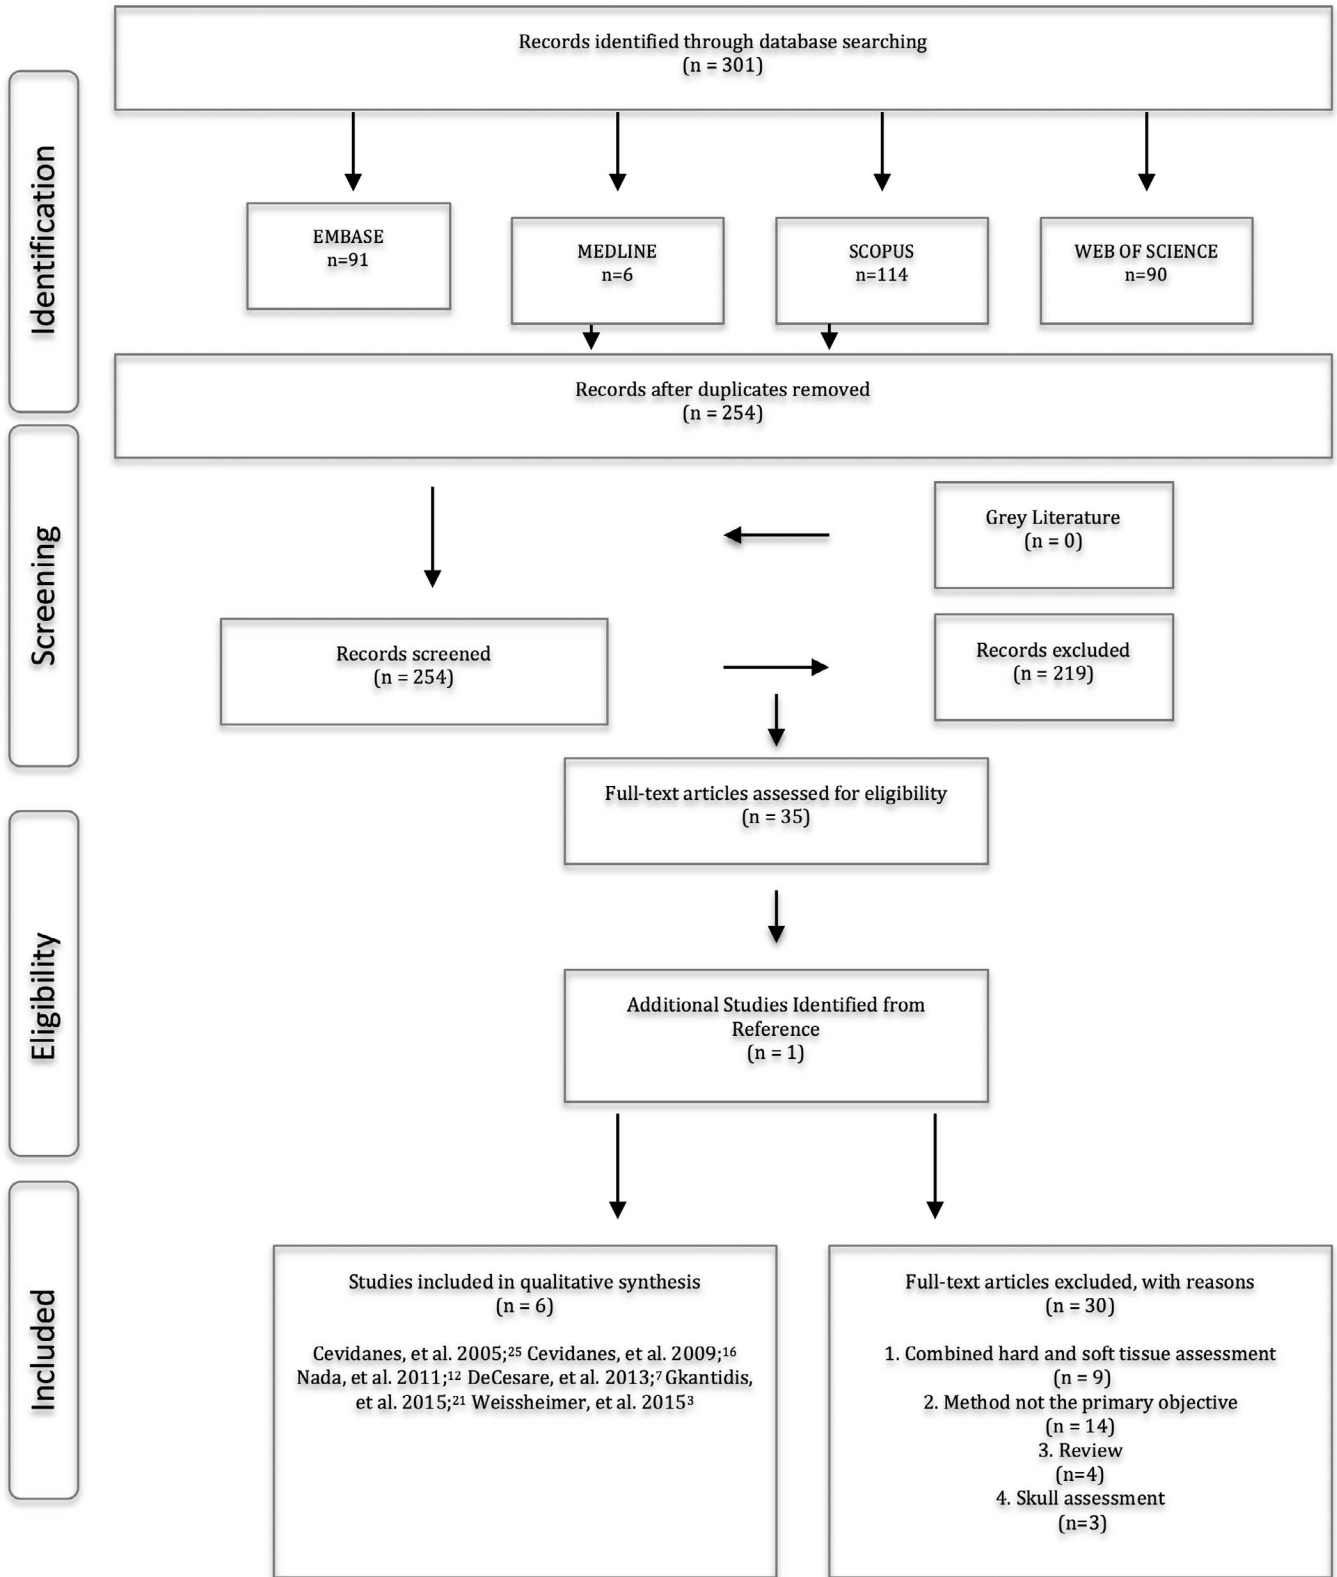 Records identified through database searching
(n = 301)
Identification
EMBASE
n=91
MEDLINE
n=6
SCOPUS
n=114
WEB OF SCIENCE
n=90
Records after duplicates removed
(n = 254)
Screening
Grey Literature
(n = 0)
Records screened
(n = 254)
Records excluded
(n = 219)
Full-text articles assessed for eligibility
(n = 35)
Eligibility
Additional Studies Identified from
Reference
(n = 1)
Included
Studies included in qualitative synthesis
(n = 6)
Cevidanes, et al. 2005;²⁵ Cevidanes, et al. 2009;¹⁶
Nada, et al. 2011;¹² DeCesare, et al. 2013;⁷ Gkantidis,
et al. 2015;²¹ Weissheimer, et al. 2015³
Full-text articles excluded, with reasons
(n = 30)
1. Combined hard and soft tissue assessment
(n = 9)
2. Method not the primary objective
(n = 14)
3. Review
(n=4)
4. Skull assessment
(n=3)